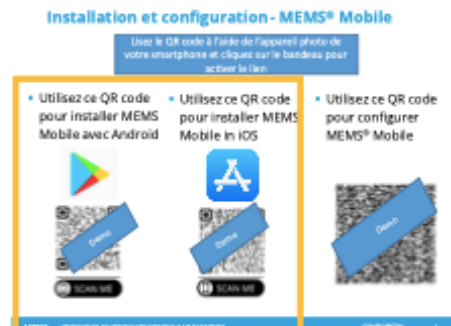 Installation et configuration - MEMS® Mobile
Lisez le QR code à l'aide de l'appareil photo de
votre smartphone et cliquez sur le bandeau pour
activer le lien
• Utilisez ce QR code
pour installer MEMS
Mobile avec Android
Demo
SCAN ME
• Utilisez ce QR code
pour installer MEMS
Mobile in iOS
Demo
SCAN ME
• Utilisez ce QR code
pour configurer
MEMS® Mobile
Demo